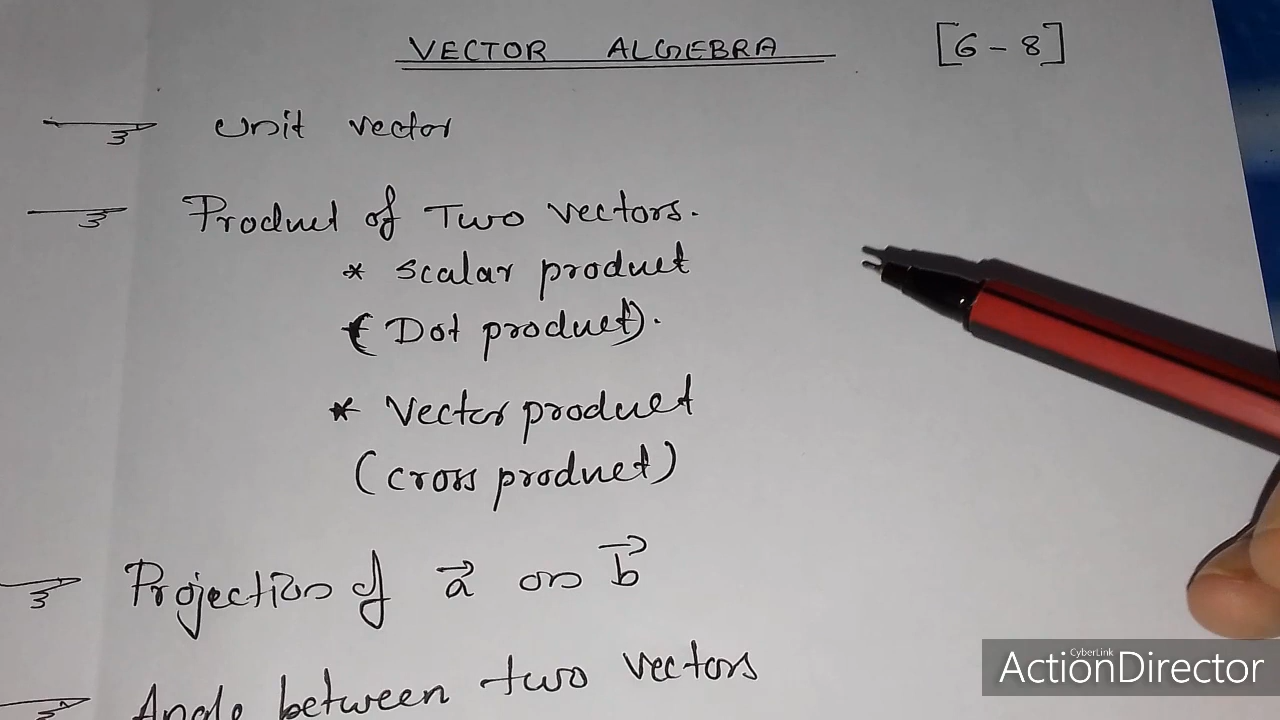 VECTOR ALGEBRA [6-8]
unit vector
Product of Two vectors.
* scalar product
(Dot product).
* Vector product
(cross product)
Projection of a⃗ on b⃗
Angle between two vectors
CyberLink
ActionDirector